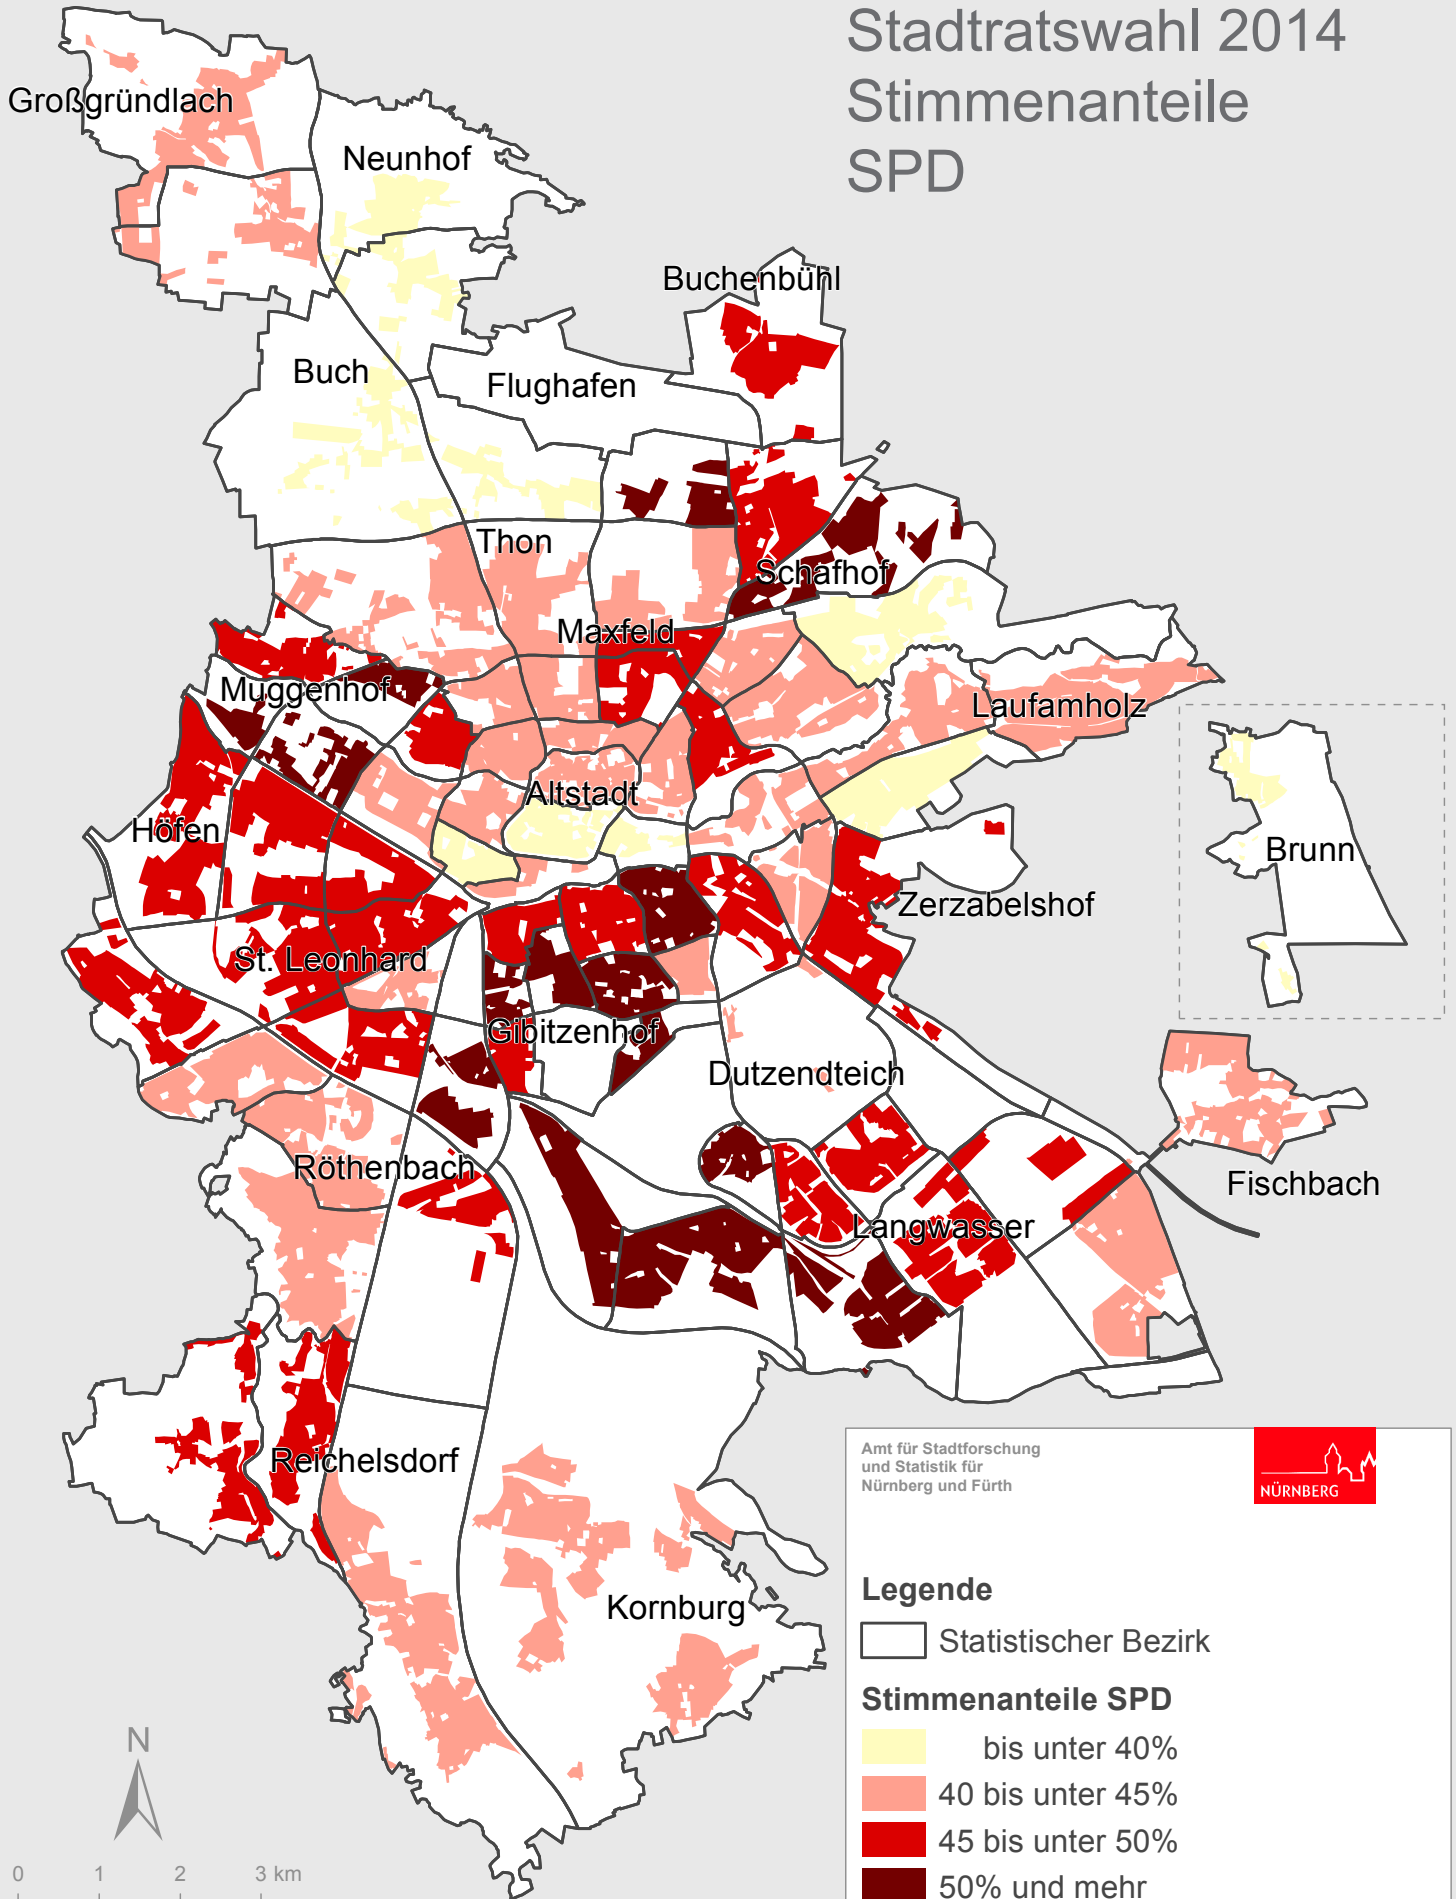 Stadtratswahl 2014
Stimmenanteile
SPD
Großgründlach
Neunhof
Buchenbühl
Buch
Flughafen
Thon
Schafhof
Maxfeld
Muggenhof
Laufamholz
Altstadt
Höfen
Brunn
Zerzabelshof
St. Leonhard
Gibitzenhof
Dutzendteich
Röthenbach
Fischbach
Langwasser
Reichelsdorf
Kornburg
Amt für Stadtforschung
und Statistik für
Nürnberg und Fürth
NÜRNBERG
Legende
Statistischer Bezirk
Stimmenanteile SPD
bis unter 40%
40 bis unter 45%
45 bis unter 50%
50% und mehr
N
0 1 2 3 km